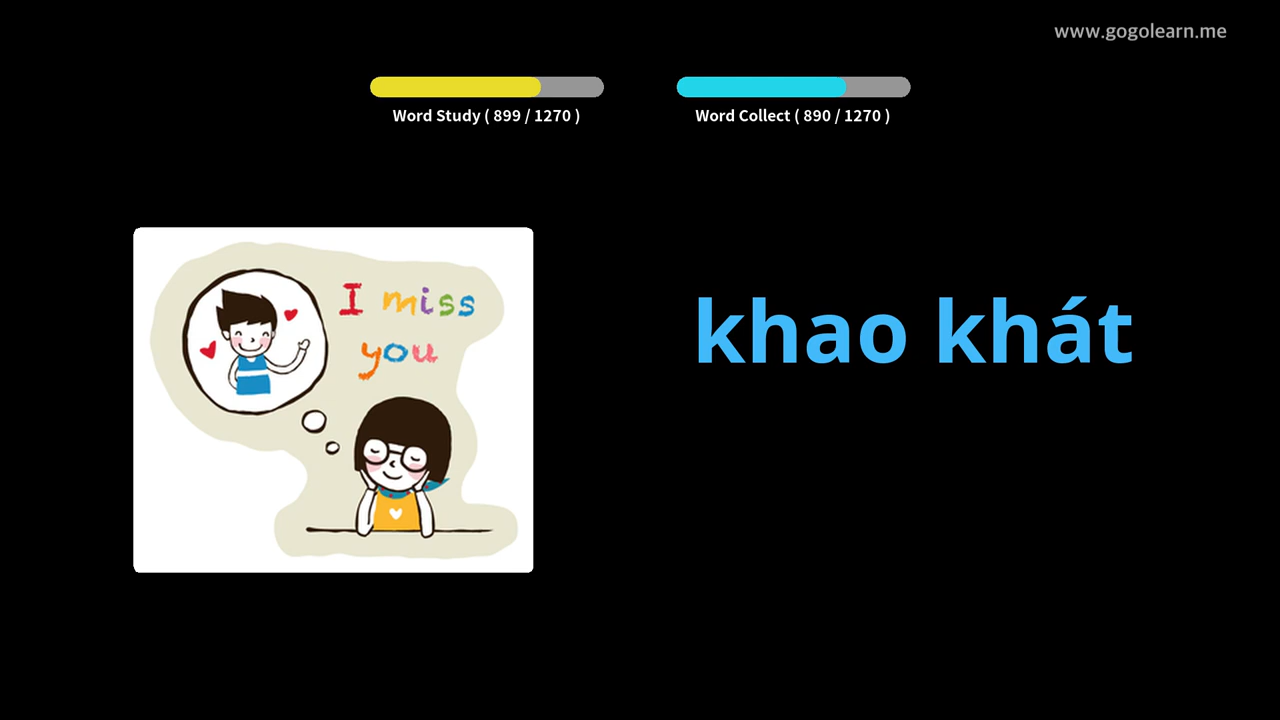 www.gogolearn.me
Word Study ( 899 / 1270 )
Word Collect ( 890 / 1270 )
I miss
you
khao khát